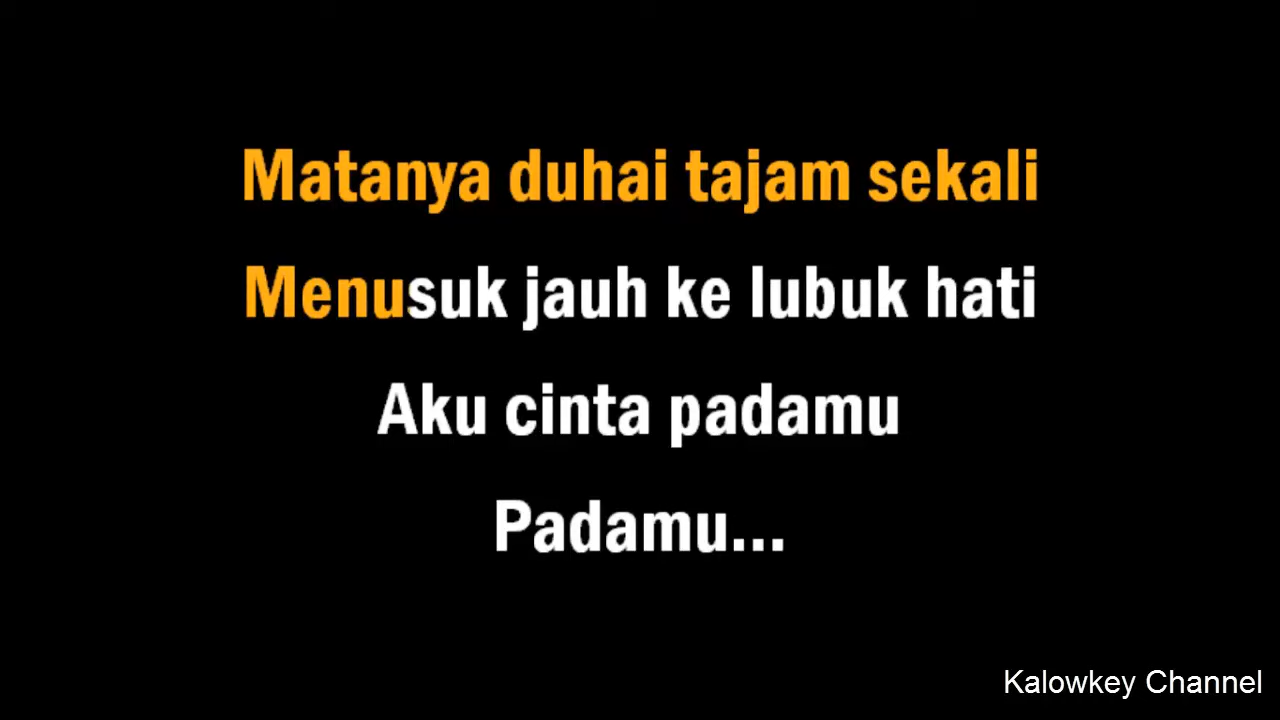 Matanya duhai tajam sekali
Menusuk jauh ke lubuk hati
Aku cinta padamu
Padamu...
Kalowkey Channel